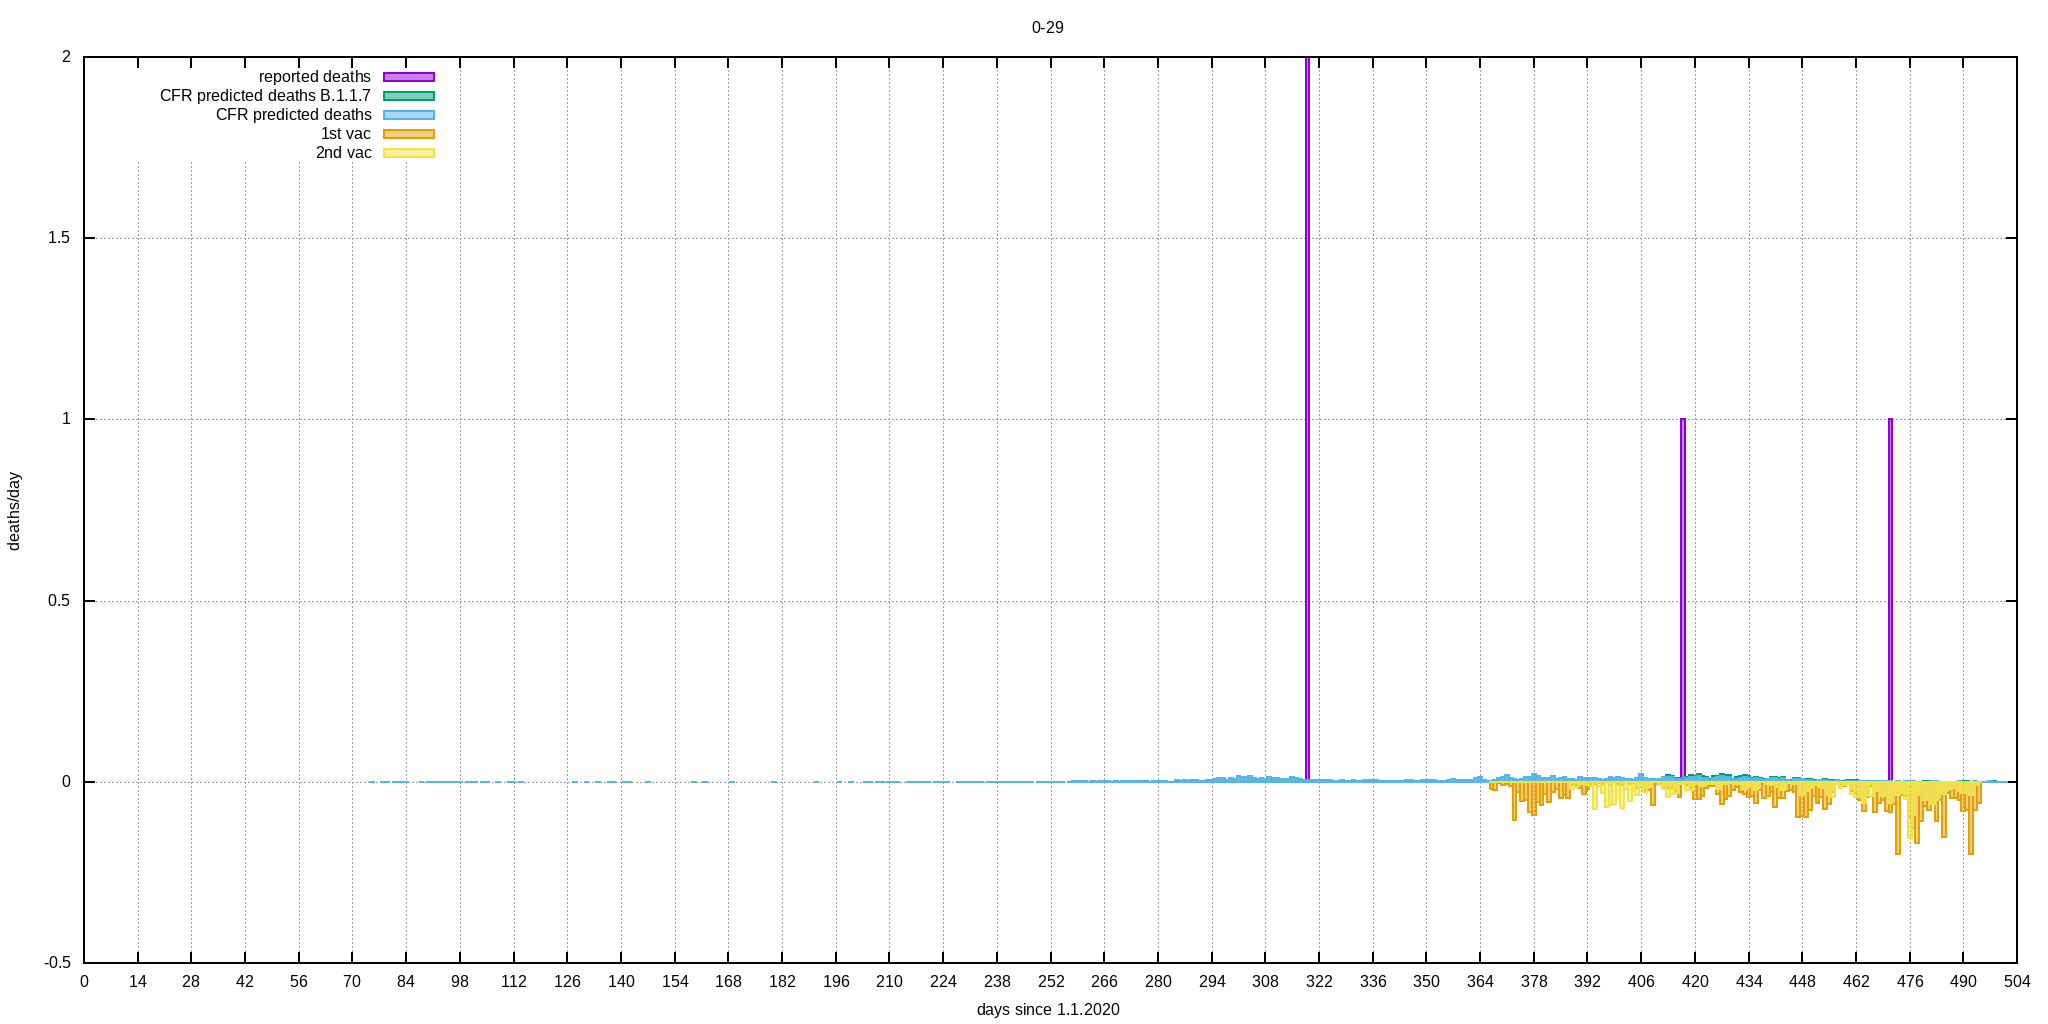 0-29
reported deaths
CFR predicted deaths B.1.1.7
CFR predicted deaths
1st vac
2nd vac
2
1.5
1
0.5
0
-0.5
deaths/day
0 14 28 42 56 70 84 98 112 126 140 154 168 182 196 210 224 238 252 266 280 294 308 322 336 350 364 378 392 406 420 434 448 462 476 490 504
days since 1.1.2020